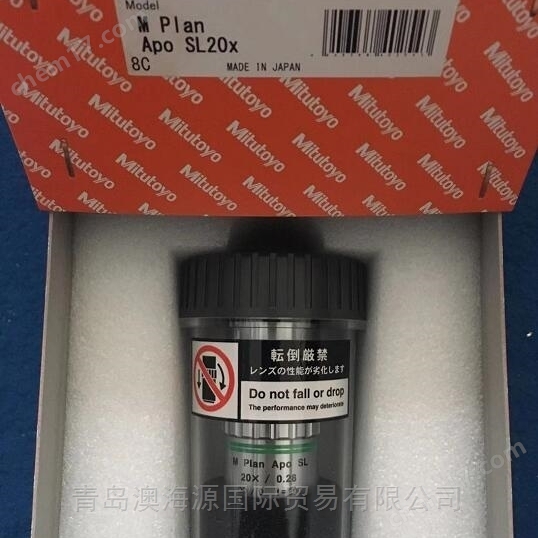 Model
M Plan
Apo SL20x
8C
MADE IN JAPAN
Mitutoyo
転倒厳禁
レンズの性能が劣化します
Do not fall or drop
The performance may deteriorate
M Plan Apo SL
20X / 0.28
青岛澳海源国际贸易有限公司